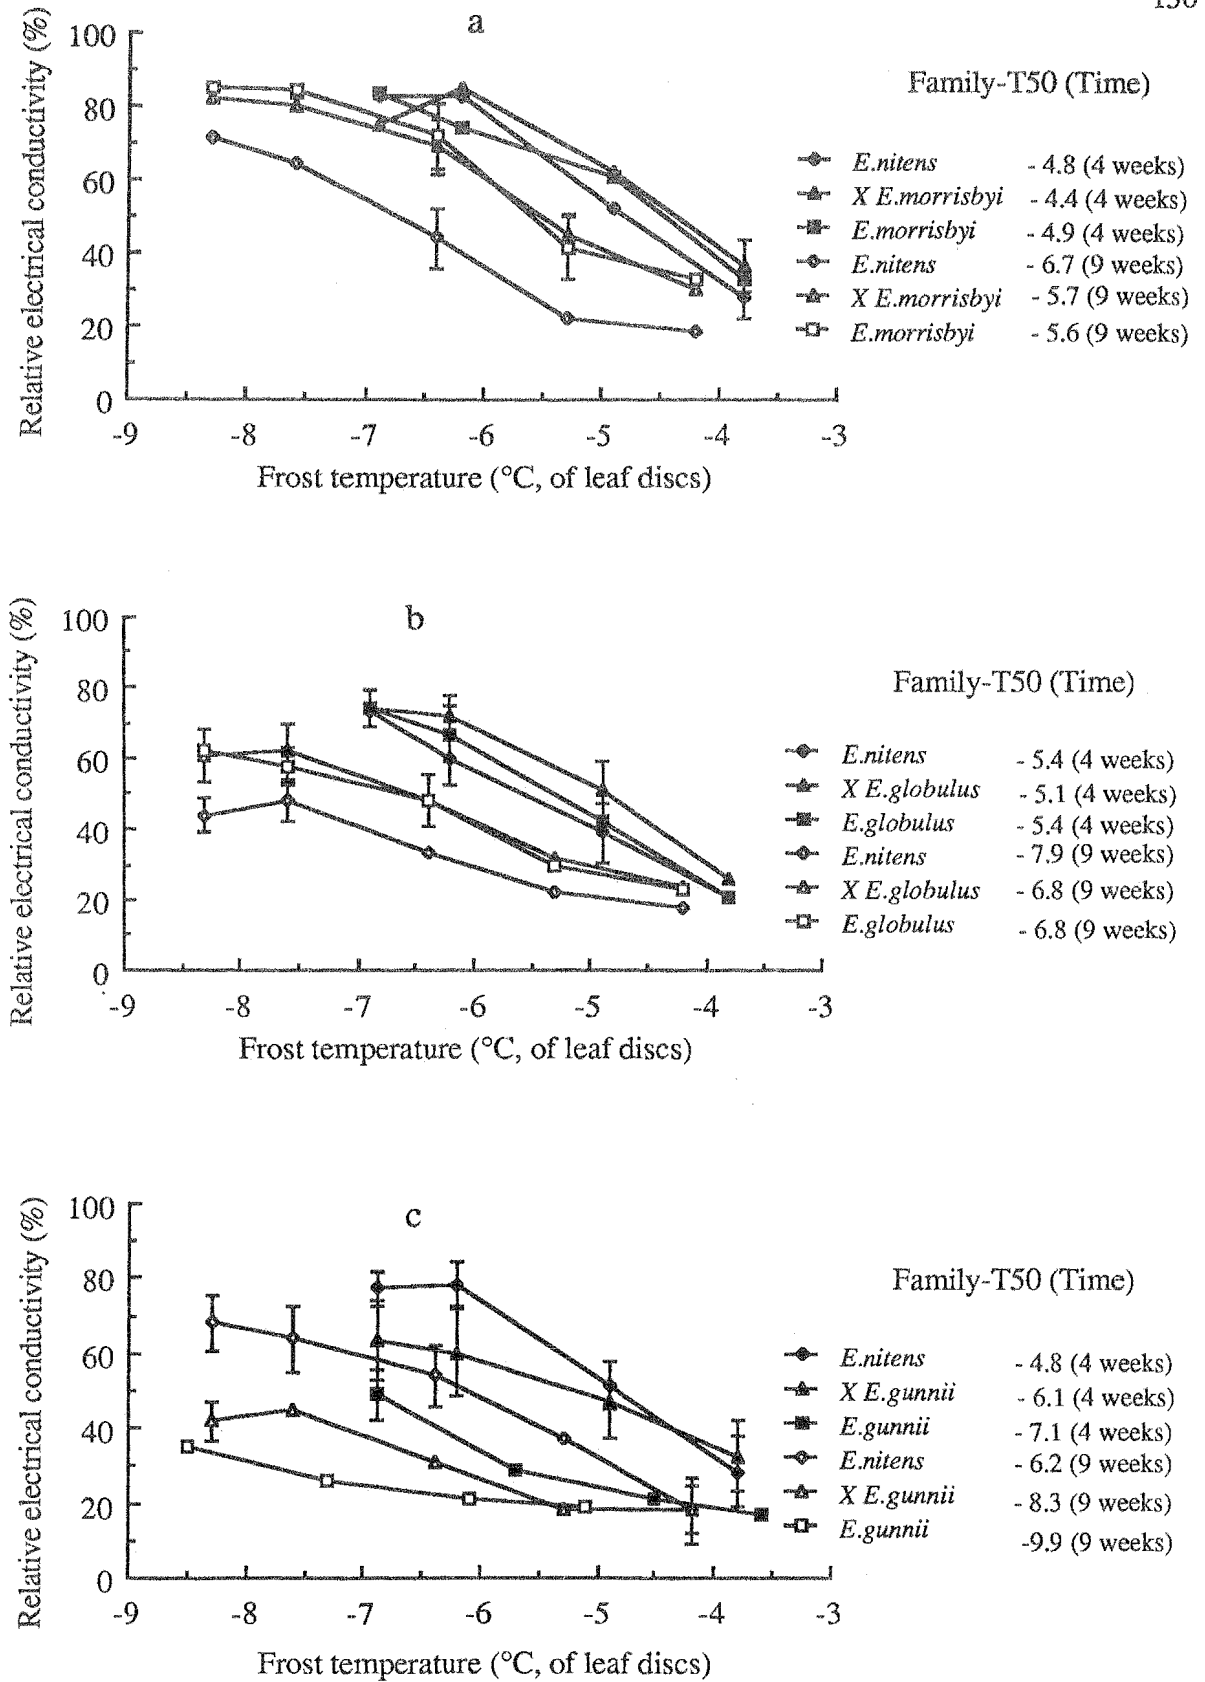 a
Relative electrical conductivity (%)
100
80
60
40
20
0
-9 -8 -7 -6 -5 -4 -3
Frost temperature (°C, of leaf discs)
Family-T50 (Time)
E.nitens - 4.8 (4 weeks)
X E.morrisbyi - 4.4 (4 weeks)
E.morrisbyi - 4.9 (4 weeks)
E.nitens - 6.7 (9 weeks)
X E.morrisbyi - 5.7 (9 weeks)
E.morrisbyi - 5.6 (9 weeks)
b
Relative electrical conductivity (%)
100
80
60
40
20
0
-9 -8 -7 -6 -5 -4 -3
Frost temperature (°C, of leaf discs)
Family-T50 (Time)
E.nitens - 5.4 (4 weeks)
X E.globulus - 5.1 (4 weeks)
E.globulus - 5.4 (4 weeks)
E.nitens - 7.9 (9 weeks)
X E.globulus - 6.8 (9 weeks)
E.globulus - 6.8 (9 weeks)
c
Relative electrical conductivity (%)
100
80
60
40
20
0
-9 -8 -7 -6 -5 -4 -3
Frost temperature (°C, of leaf discs)
Family-T50 (Time)
E.nitens - 4.8 (4 weeks)
X E.gunnii - 6.1 (4 weeks)
E.gunnii - 7.1 (4 weeks)
E.nitens - 6.2 (9 weeks)
X E.gunnii - 8.3 (9 weeks)
E.gunnii -9.9 (9 weeks)